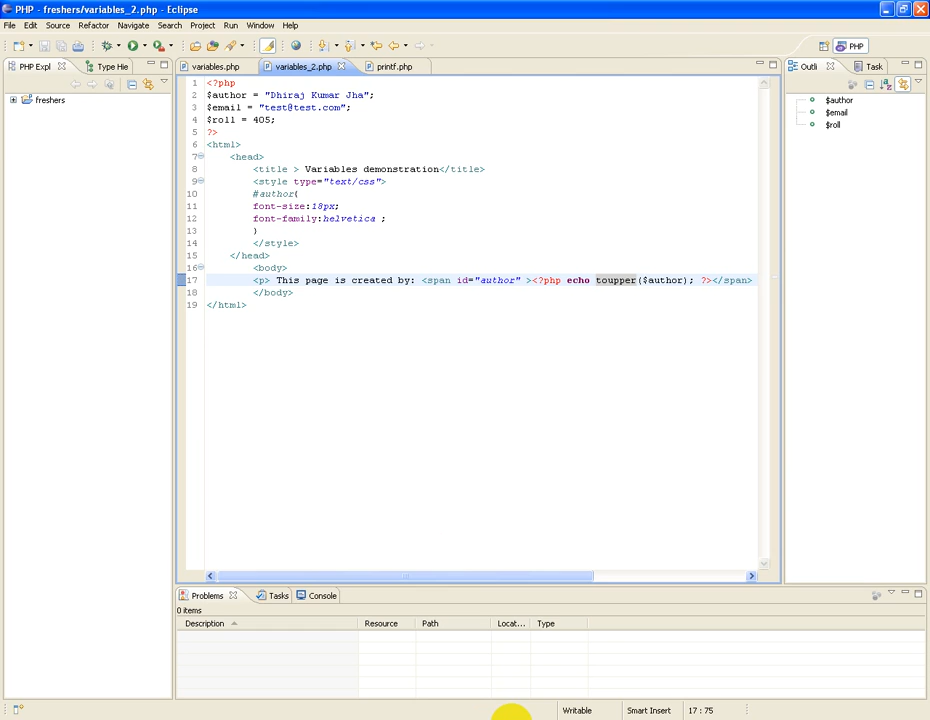 PHP - freshers/variables_2.php - Eclipse
File Edit Source Refactor Navigate Search Project Run Window Help
PHP
PHP Expl Type Hie
variables.php variables_2.php printf.php
Outli Task
freshers
1 <?php
2 $author = "Dhiraj Kumar Jha";
3 $email = "test@test.com";
4 $roll = 405;
5 ?>
6 <html>
7 <head>
8 <title > Variables demonstration</title>
9 <style type="text/css">
10 #author(
11 font-size:18px;
12 font-family:helvetica ;
13 )
14 </style>
15 </head>
16 <body>
17 <p> This page is created by: <span id="author" ><?php echo toupper($author); ?></span>
18 </body>
19 </html>
$author
$email
$roll
Problems Tasks Console
0 items
Description Resource Path Locat... Type
Writable Smart Insert 17 : 75